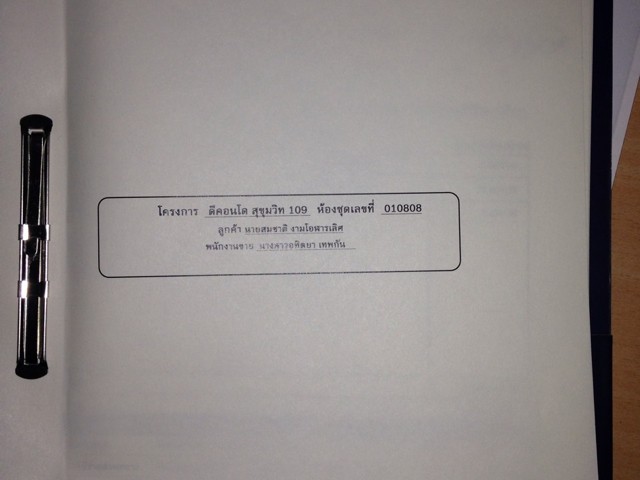 โครงการ ดีคอนโด สุขุมวิท 109 ห้องชุดเลขที่ 010808
ลูกค้า นายสมชาติ งามโอฬารเลิศ
พนักงานขาย นางสาวอทิตยา เทพกัน